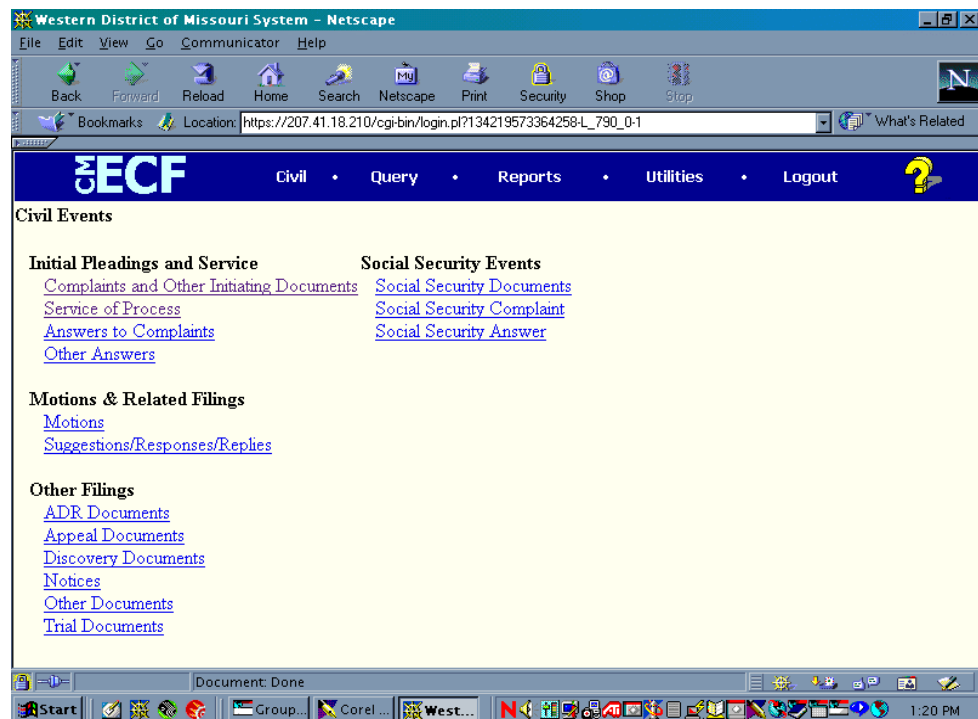 Western District of Missouri System - Netscape
File Edit View Go Communicator Help
Back Forward Reload Home Search Netscape Print Security Shop Stop
My
N
Bookmarks Location: https://207.41.18.210/cgi-bin/login.pl?134219573364258-L_790_0-1 What's Related
CM ECF Civil • Query • Reports • Utilities • Logout ?
Civil Events
Initial Pleadings and Service Social Security Events
Complaints and Other Initiating Documents Social Security Documents
Service of Process Social Security Complaint
Answers to Complaints Social Security Answer
Other Answers
Motions & Related Filings
Motions
Suggestions/Responses/Replies
Other Filings
ADR Documents
Appeal Documents
Discovery Documents
Notices
Other Documents
Trial Documents
Document: Done
Start Group... Corel ... West... N 1:20 PM